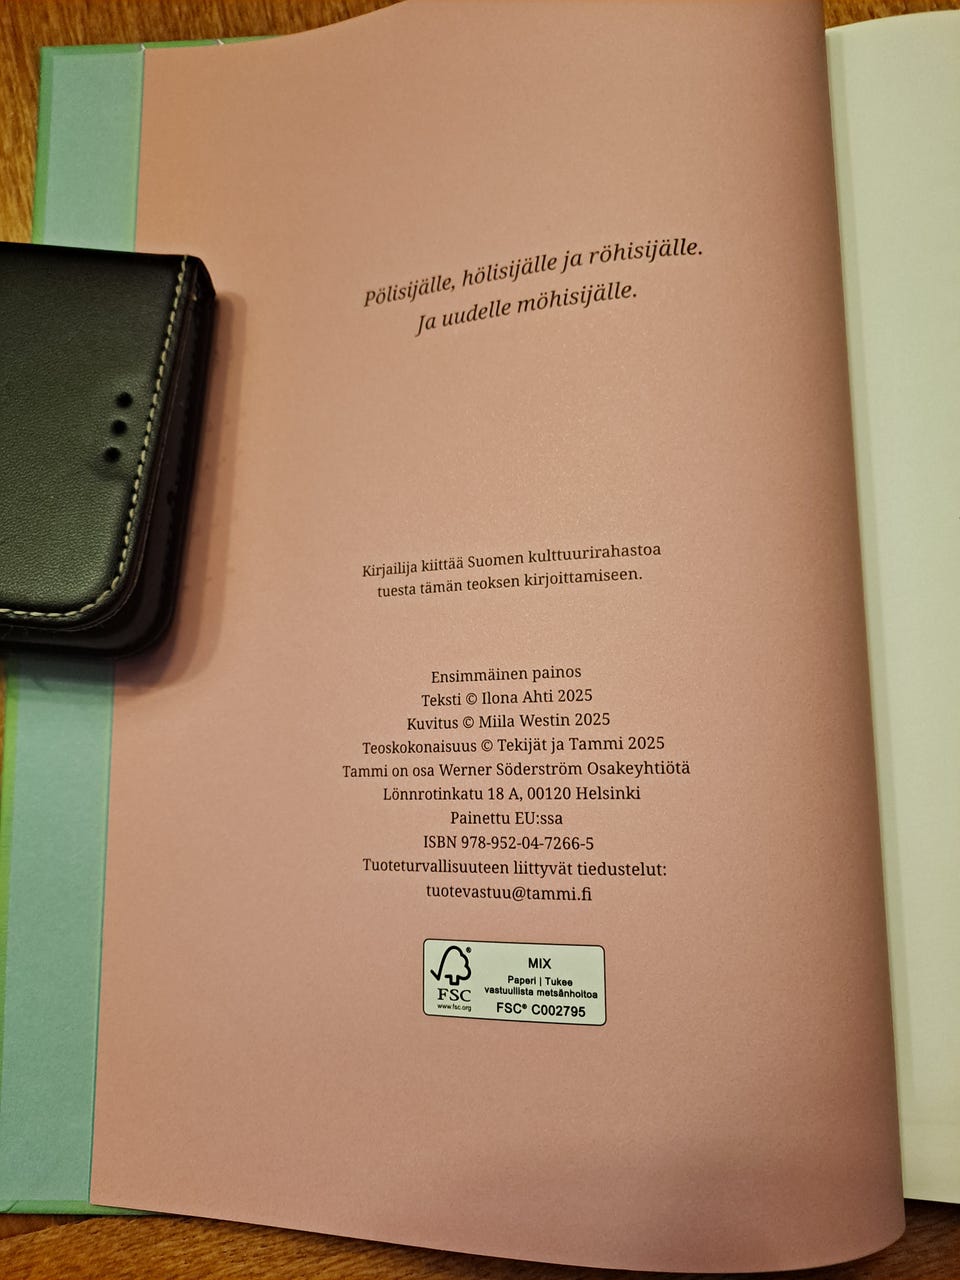 Pölisijälle, hölisijälle ja röhisijälle.
Ja uudelle möhisijälle.
Kirjailija kiittää Suomen kulttuurirahastoa
tuesta tämän teoksen kirjoittamiseen.
Ensimmäinen painos
Teksti © Ilona Ahti 2025
Kuvitus © Miila Westin 2025
Teoskokonaisuus © Tekijät ja Tammi 2025
Tammi on osa Werner Söderström Osakeyhtiötä
Lönnrotinkatu 18 A, 00120 Helsinki
Painettu EU:ssa
ISBN 978-952-04-7266-5
Tuoteturvallisuuteen liittyvät tiedustelut:
tuotevastuu@tammi.fi
®
FSC
www.fsc.org
MIX
Paperi | Tukee
vastuullista metsänhoitoa
FSC® C002795